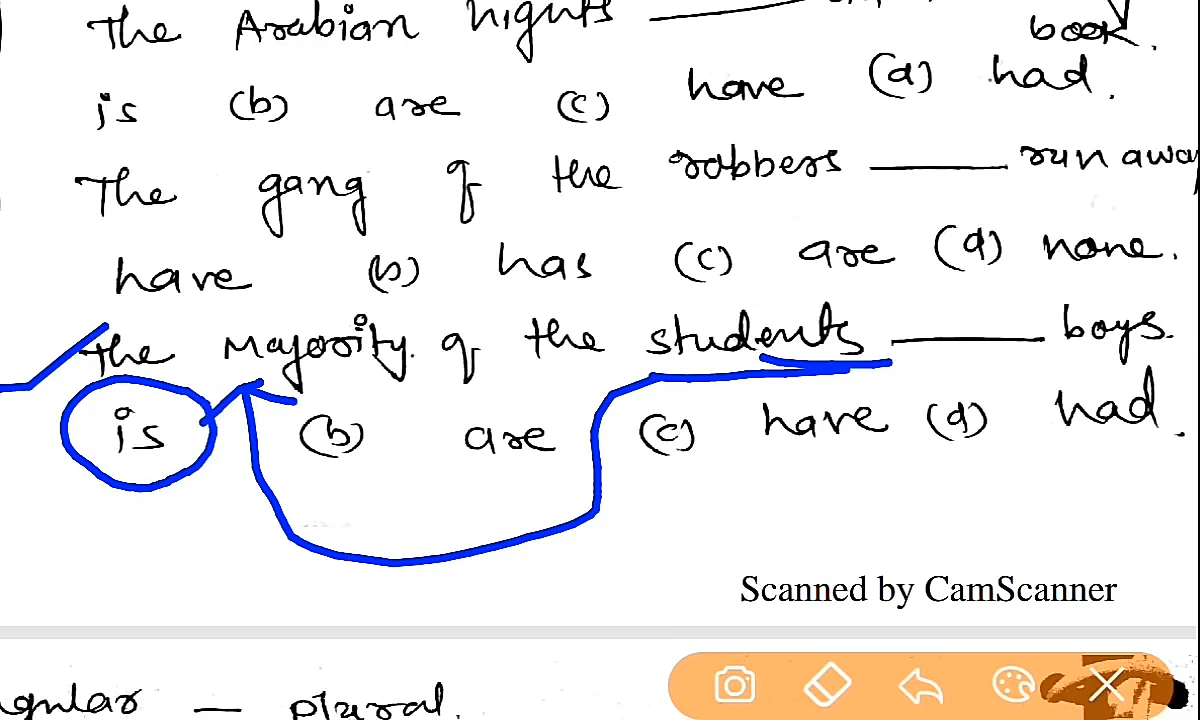 The Arabian nights ———
book.
is (b) are (c) have (d) had.
The gang of the robbers ——— run away
have (b) has (c) are (d) none.
The Majority of the students ——— boys.
is (b) are (c) have (d) had.
Scanned by CamScanner
ngular — plural.